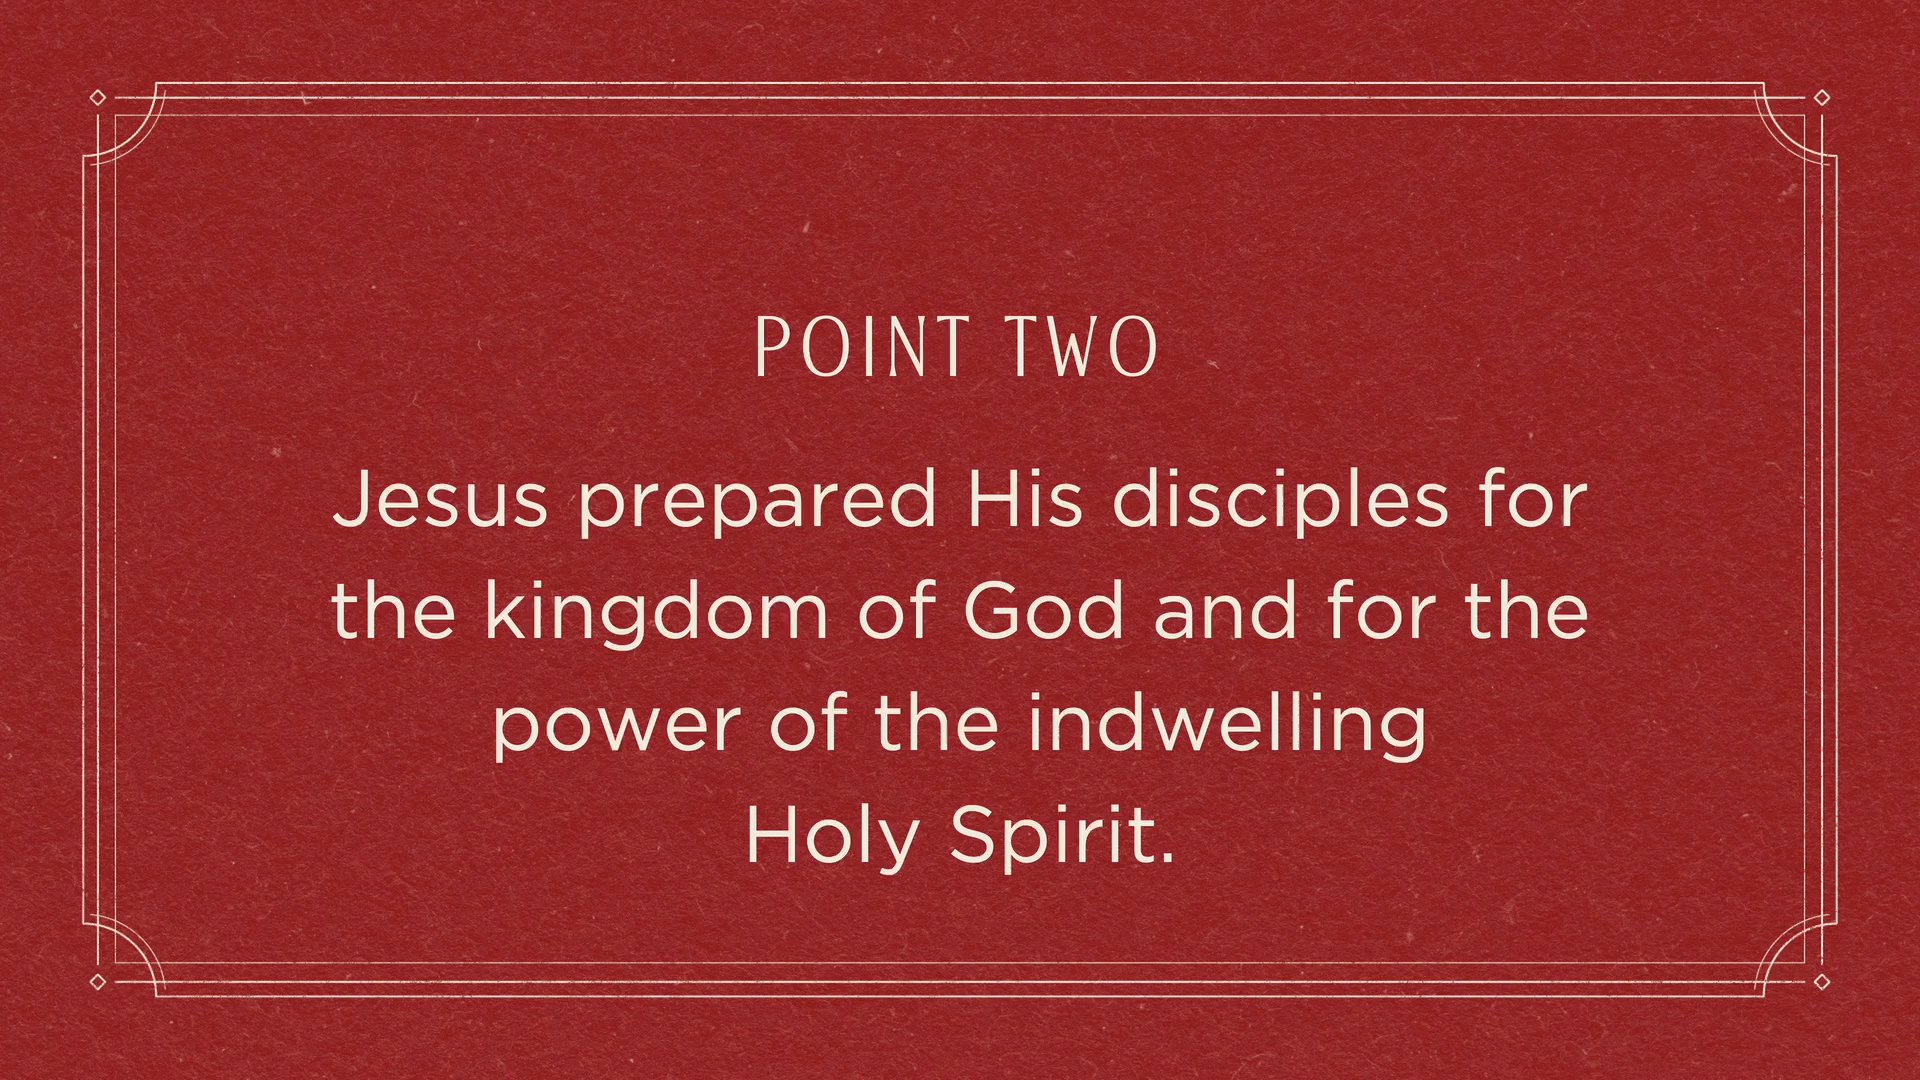 POINT TWO
Jesus prepared His disciples for
the kingdom of God and for the
power of the indwelling
Holy Spirit.